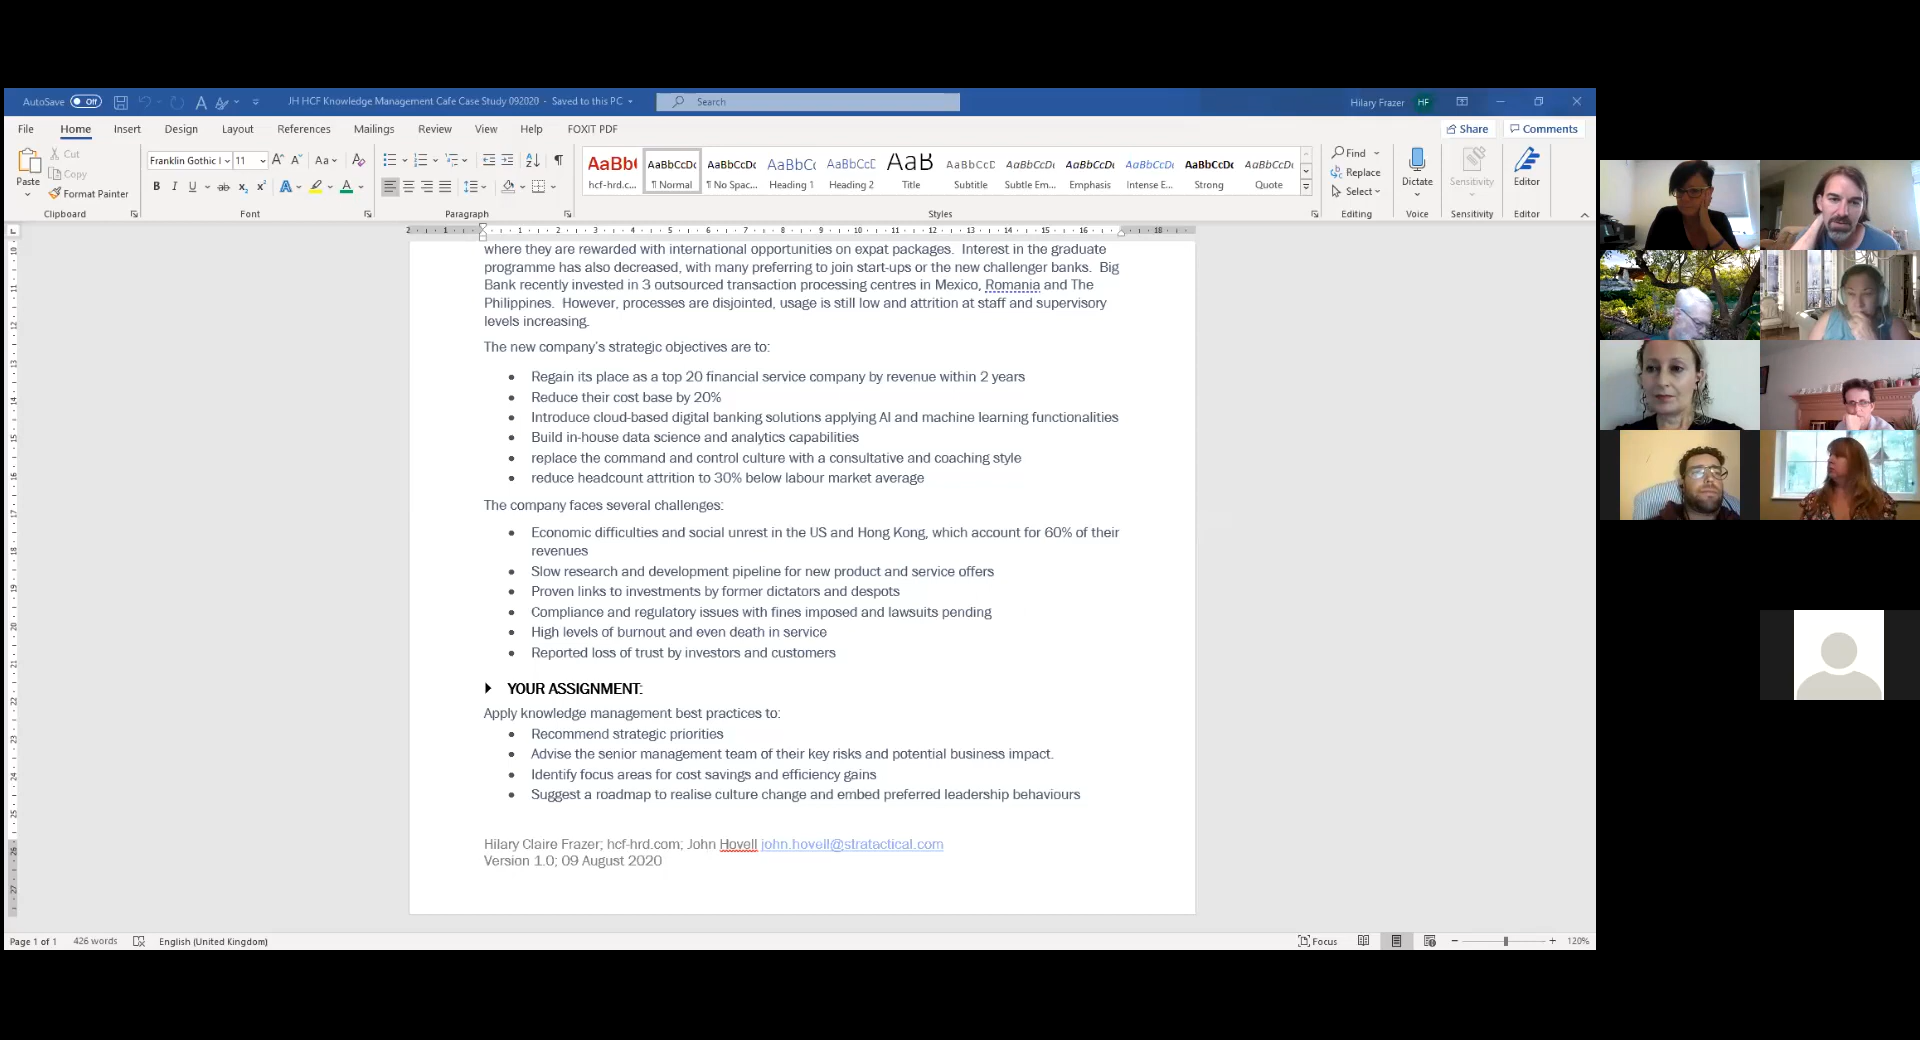 AutoSave Off JH HCF Knowledge Management Cafe Case Study 092020 - Saved to this PC Search Hilary Frazer HF
File Home Insert Design Layout References Mailings Review View Help FOXIT PDF Share Comments
Paste Cut Copy Format Painter
Clipboard
Franklin Gothic I 11
Font
Paragraph
AaBb( AaBbCcDc AaBbCcDc AaBbCc AaBbCcD AaB AaBbCcD AaBbCcDc AaBbCcDc AaBbCcDc AaBbCcDc AaBbCcDc
hcf-hrd.c... ¶ Normal ¶ No Spac... Heading 1 Heading 2 Title Subtitle Subtle Em... Emphasis Intense E... Strong Quote
Styles
Find
Replace
Select
Editing
Dictate
Voice
Sensitivity
Sensitivity
Editor
Editor
where they are rewarded with international opportunities on expat packages. Interest in the graduate
programme has also decreased, with many preferring to join start-ups or the new challenger banks. Big
Bank recently invested in 3 outsourced transaction processing centres in Mexico, Romania and The
Philippines. However, processes are disjointed, usage is still low and attrition at staff and supervisory
levels increasing.
The new company's strategic objectives are to:
• Regain its place as a top 20 financial service company by revenue within 2 years
• Reduce their cost base by 20%
• Introduce cloud-based digital banking solutions applying AI and machine learning functionalities
• Build in-house data science and analytics capabilities
• replace the command and control culture with a consultative and coaching style
• reduce headcount attrition to 30% below labour market average
The company faces several challenges:
• Economic difficulties and social unrest in the US and Hong Kong, which account for 60% of their
revenues
• Slow research and development pipeline for new product and service offers
• Proven links to investments by former dictators and despots
• Compliance and regulatory issues with fines imposed and lawsuits pending
• High levels of burnout and even death in service
• Reported loss of trust by investors and customers
YOUR ASSIGNMENT:
Apply knowledge management best practices to:
• Recommend strategic priorities
• Advise the senior management team of their key risks and potential business impact.
• Identify focus areas for cost savings and efficiency gains
• Suggest a roadmap to realise culture change and embed preferred leadership behaviours
Hilary Claire Frazer; hcf-hrd.com; John Hovell john.hovell@stratactical.com
Version 1.0; 09 August 2020
Page 1 of 1 426 words English (United Kingdom) Focus 120%